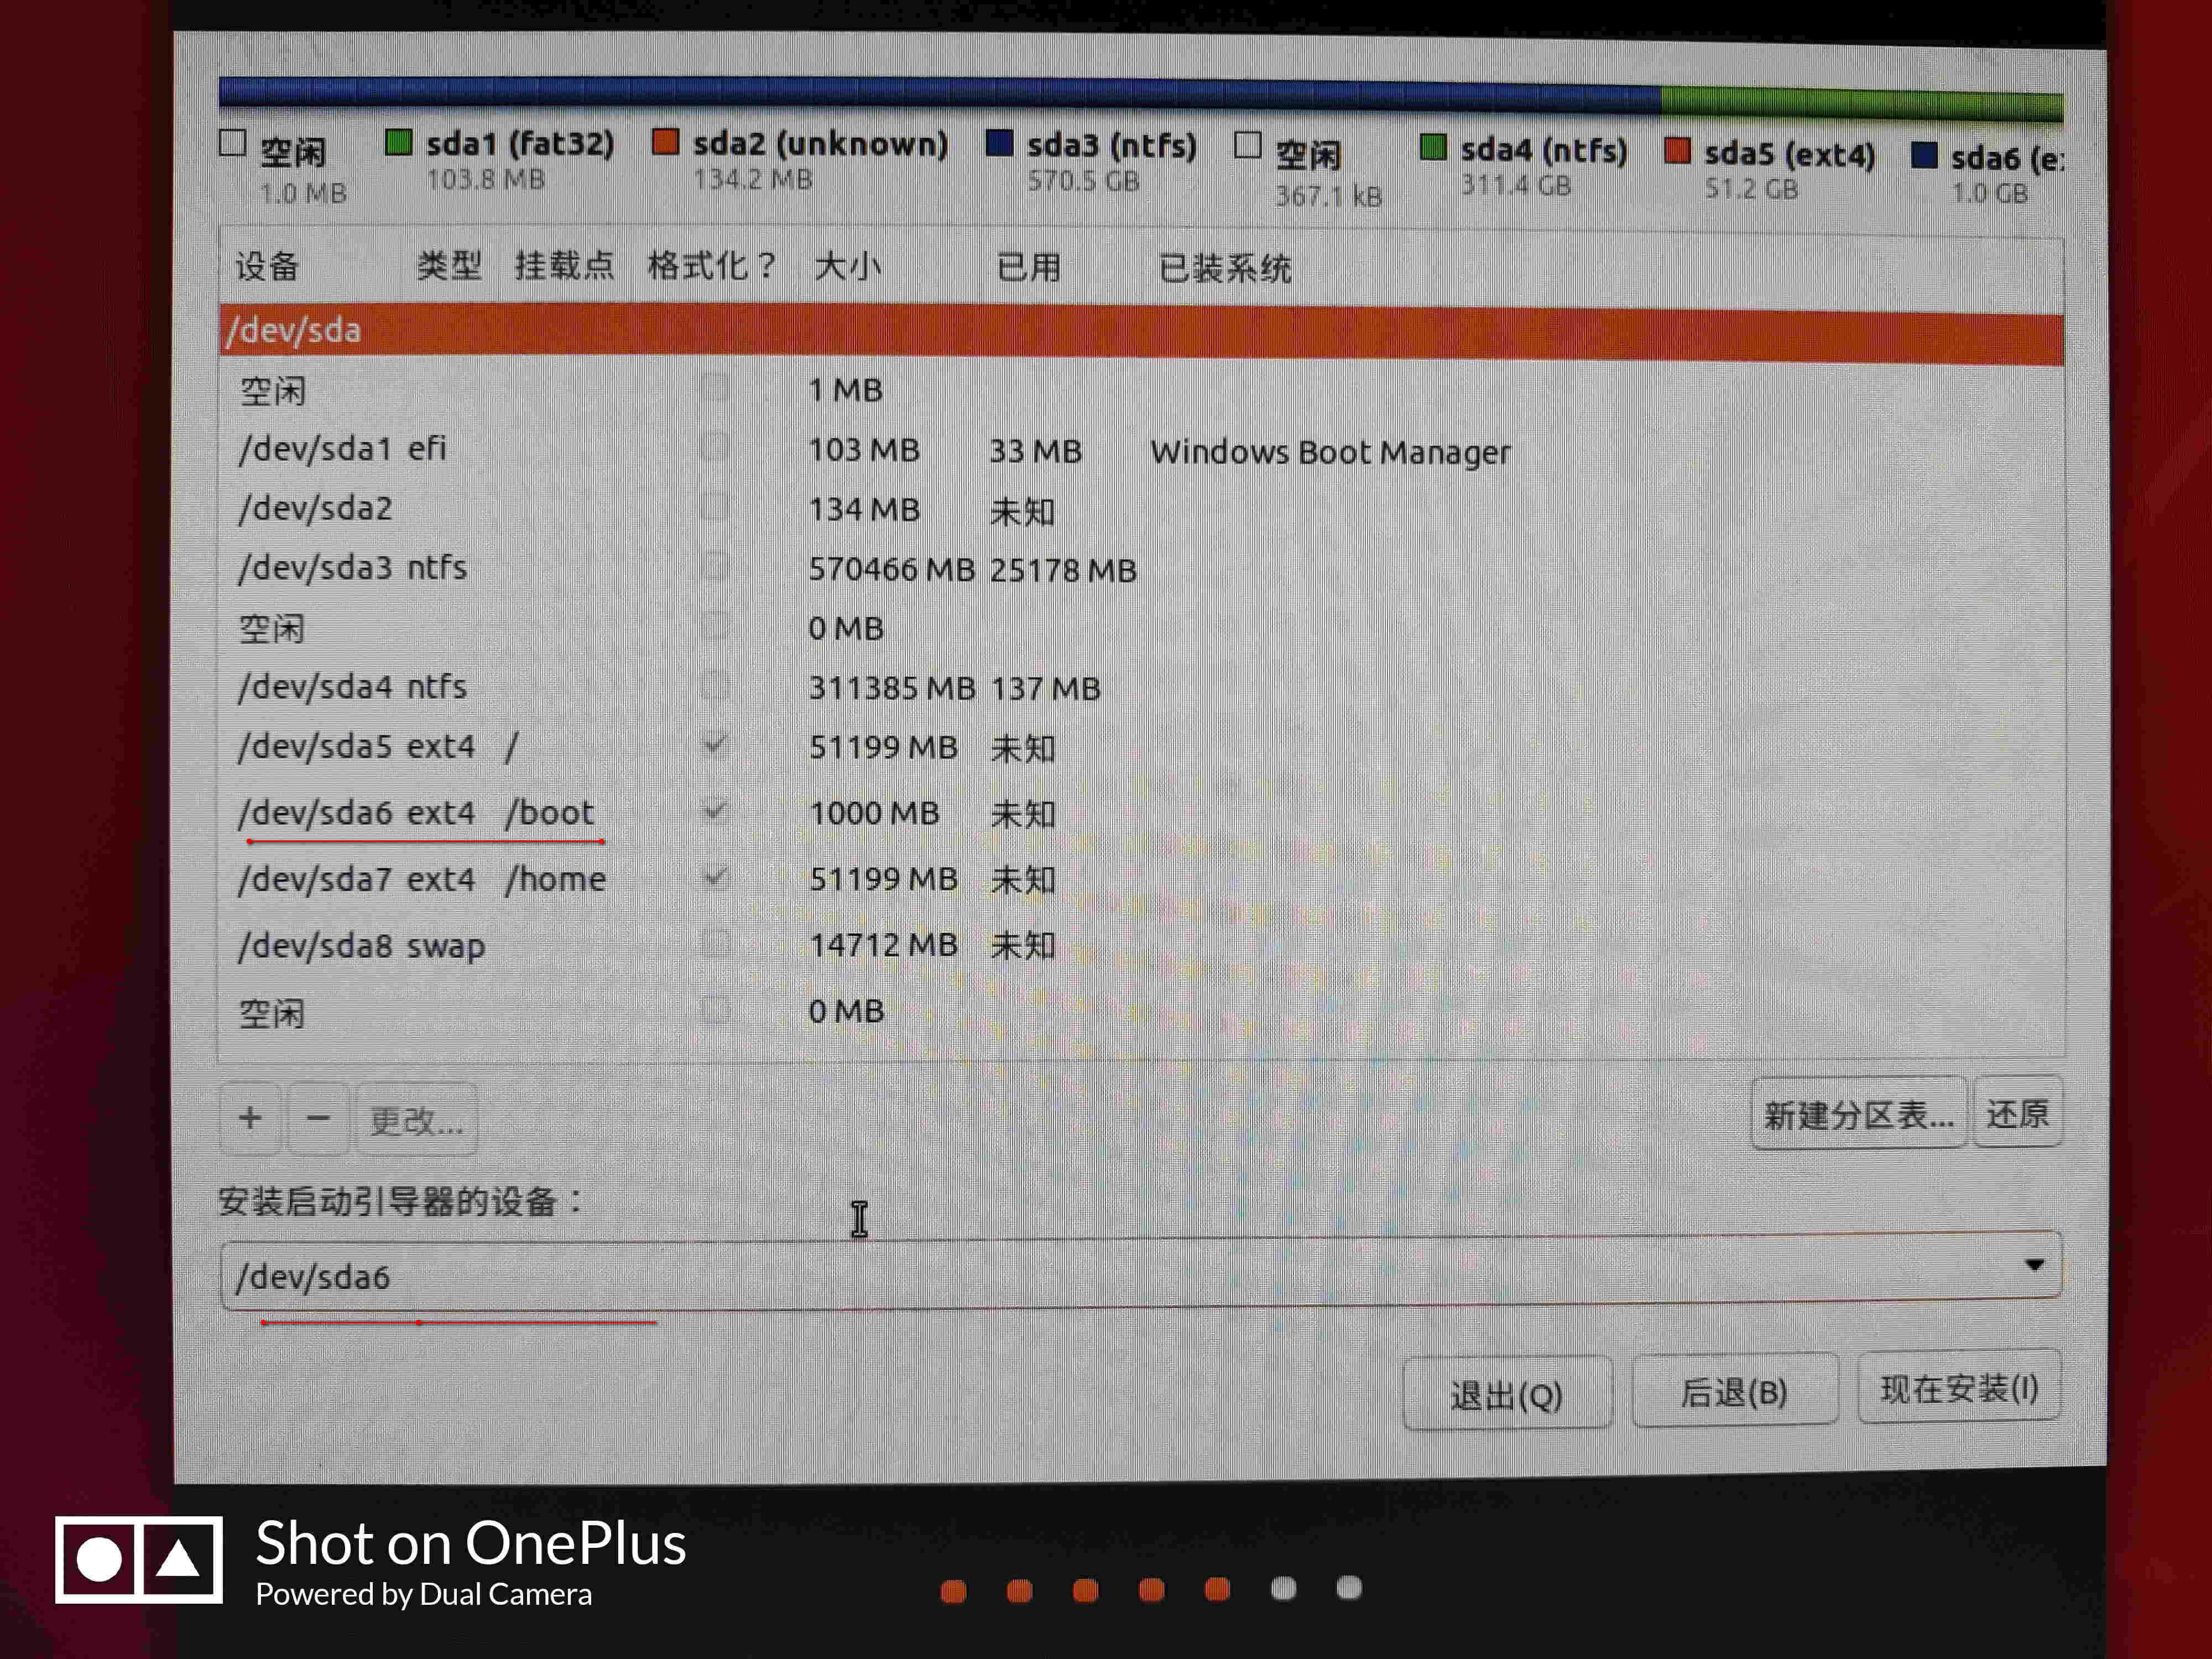 空闲 sda1 (fat32) sda2 (unknown) sda3 (ntfs) 空闲 sda4 (ntfs) sda5 (ext4) sda6 (e
1.0 MB 103.8 MB 134.2 MB 570.5 GB 367.1 kB 311.4 GB 51.2 GB 1.0 GB
设备 类型 挂载点 格式化？ 大小 已用 已装系统
/dev/sda
空闲 1 MB
/dev/sda1 efi 103 MB 33 MB Windows Boot Manager
/dev/sda2 134 MB 未知
/dev/sda3 ntfs 570466 MB 25178 MB
空闲 0 MB
/dev/sda4 ntfs 311385 MB 137 MB
/dev/sda5 ext4 / 51199 MB 未知
/dev/sda6 ext4 /boot 1000 MB 未知
/dev/sda7 ext4 /home 51199 MB 未知
/dev/sda8 swap 14712 MB 未知
空闲 0 MB
+ − 更改... 新建分区表... 还原
安装启动引导器的设备：
/dev/sda6
退出(Q) 后退(B) 现在安装(I)
Shot on OnePlus
Powered by Dual Camera